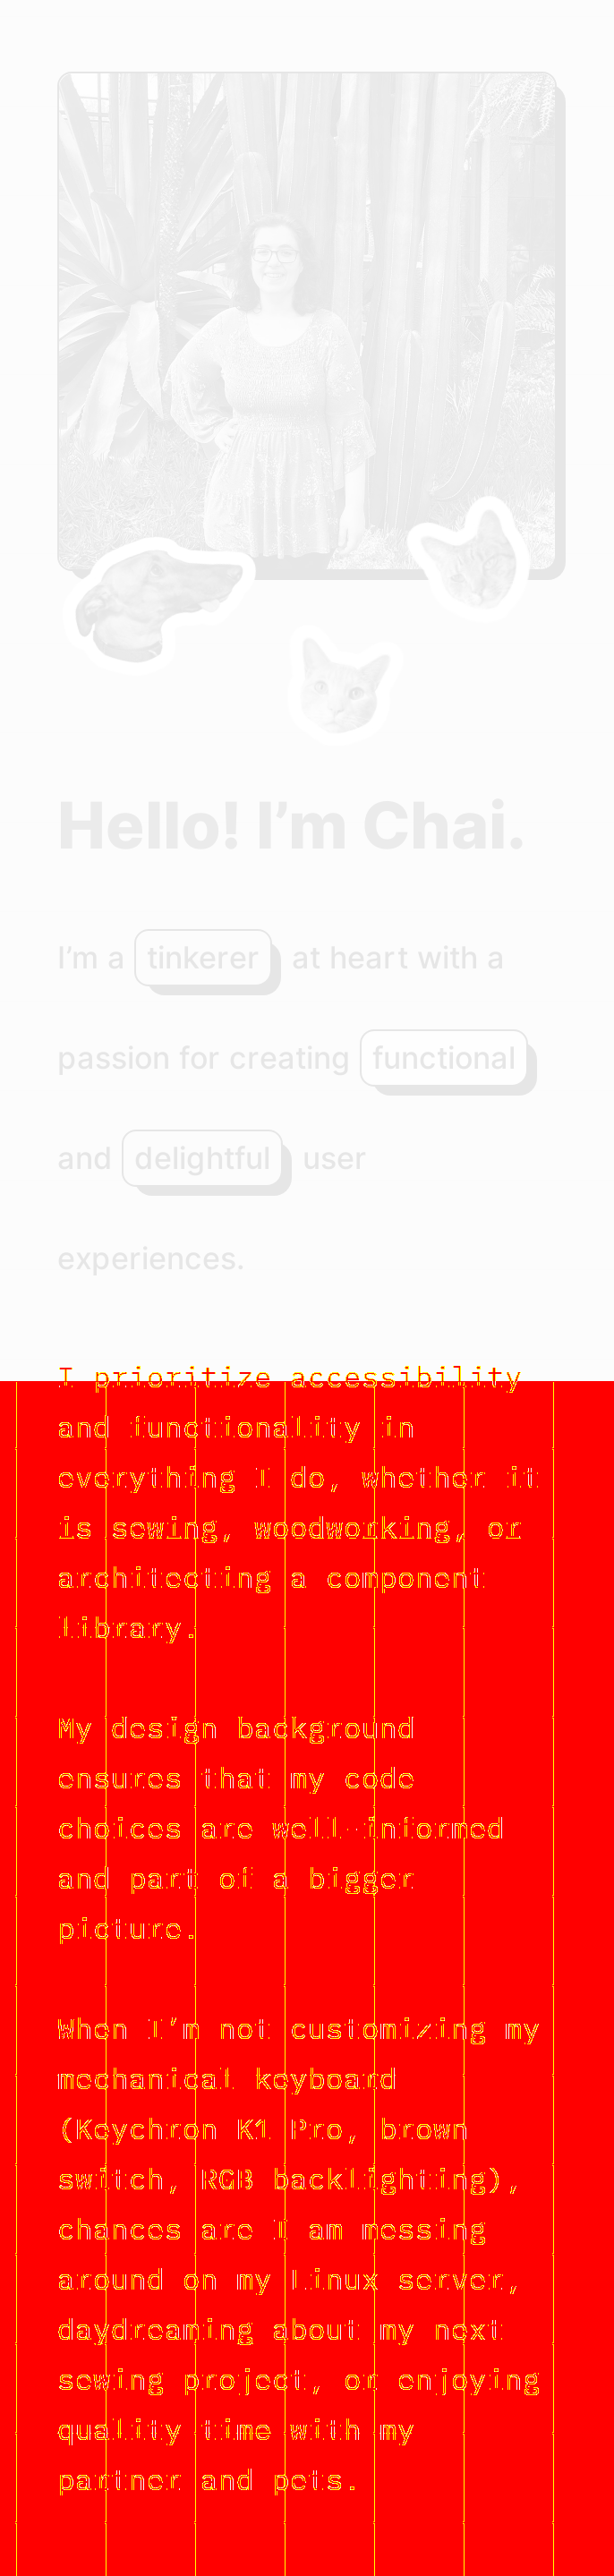 Hello! I’m Chai.
I’m a tinkerer at heart with a
passion for creating functional
and delightful user
experiences.
I prioritize accessibility
and functionality in
everything I do, whether it
is sewing, woodworking, or
architecting a component
library.
My design background
ensures that my code
choices are well-informed
and part of a bigger
picture.
When I’m not customizing my
mechanical keyboard
(Keychron K1 Pro, brown
switch, RGB backlighting),
chances are I am messing
around on my Linux server,
daydreaming about my next
sewing project, or enjoying
quality time with my
partner and pets.